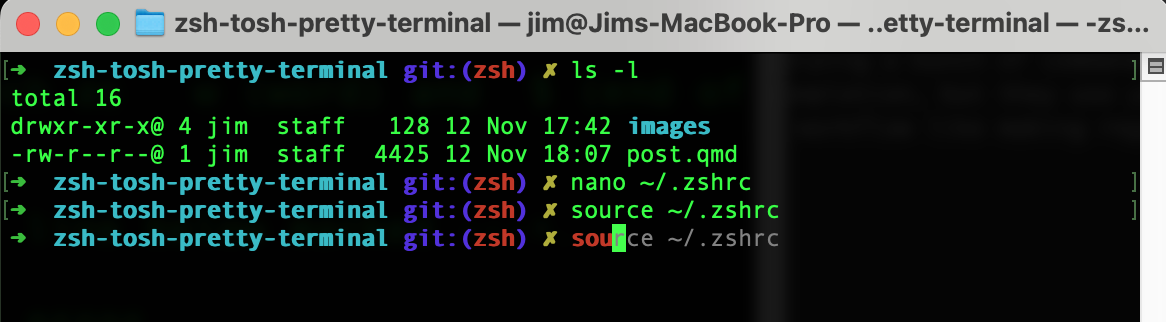 zsh-tosh-pretty-terminal — jim@Jims-MacBook-Pro — ..etty-terminal — -zs...
[➜  zsh-tosh-pretty-terminal git:(zsh) ✗ ls -l ]
total 16
drwxr-xr-x@ 4 jim  staff   128 12 Nov 17:42 images
-rw-r--r--@ 1 jim  staff  4425 12 Nov 18:07 post.qmd
[➜  zsh-tosh-pretty-terminal git:(zsh) ✗ nano ~/.zshrc ]
[➜  zsh-tosh-pretty-terminal git:(zsh) ✗ source ~/.zshrc ]
➜  zsh-tosh-pretty-terminal git:(zsh) ✗ source ~/.zshrc